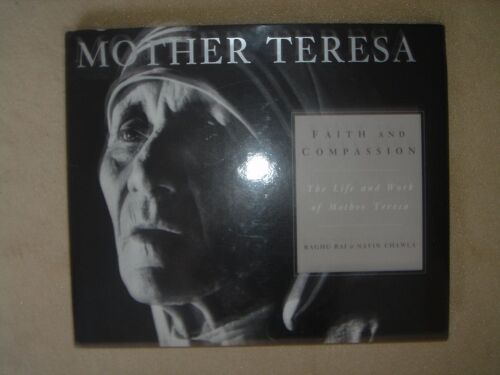 MOTHER TERESA
FAITH AND
COMPASSION
The Life and Work
of Mother Teresa
RAGHU RAI & NAVIN CHAWLA